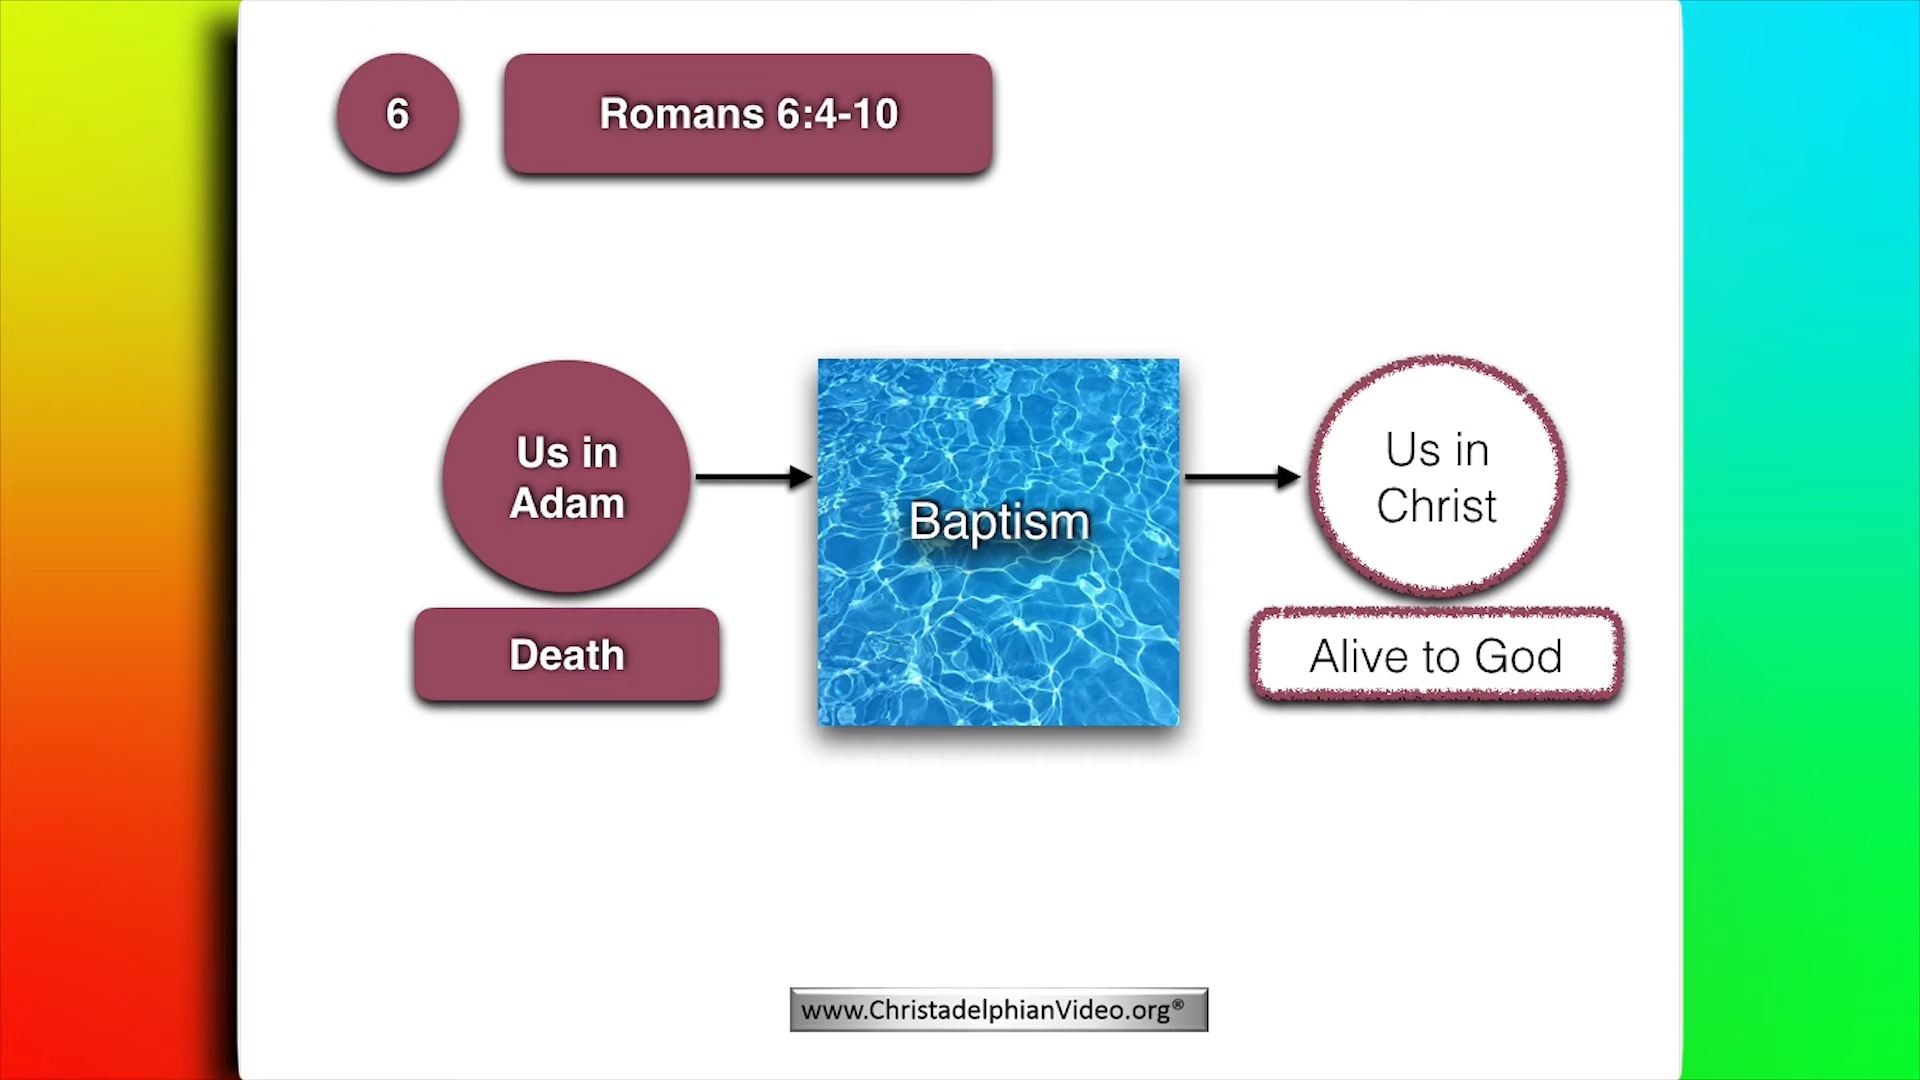 6
Romans 6:4-10
Us in
Adam
Baptism
Us in
Christ
Death
Alive to God
www.ChristadelphianVideo.org®